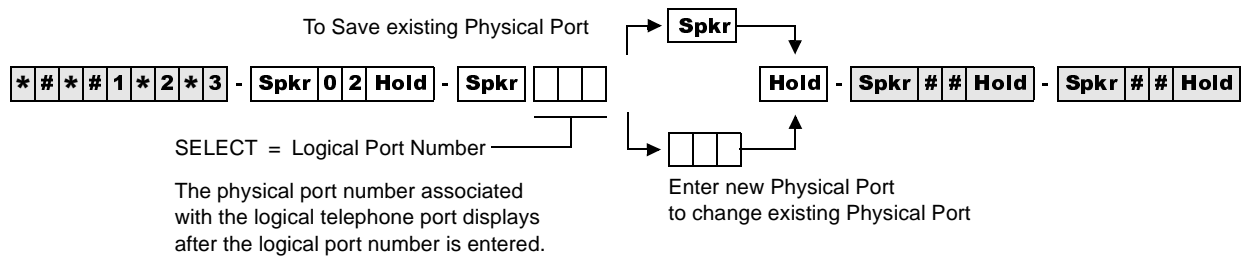 To Save existing Physical Port
Spkr
*#*#1*2*3 - Spkr 0 2 Hold - Spkr
Hold - Spkr # # Hold - Spkr # # Hold
SELECT = Logical Port Number
The physical port number associated
with the logical telephone port displays
after the logical port number is entered.
Enter new Physical Port
to change existing Physical Port